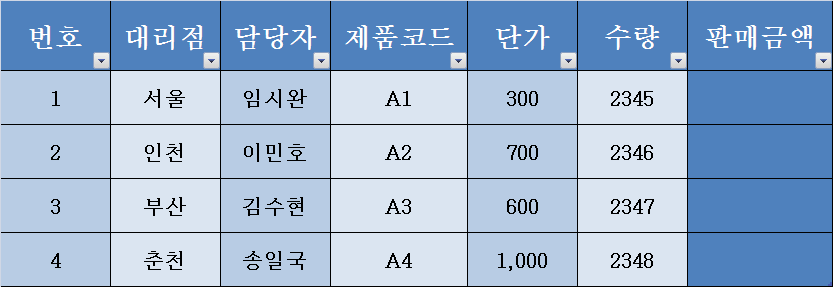 번호 대리점 담당자 제품코드 단가 수량 판매금액
1 서울 임시완 A1 300 2345
2 인천 이민호 A2 700 2346
3 부산 김수현 A3 600 2347
4 춘천 송일국 A4 1,000 2348